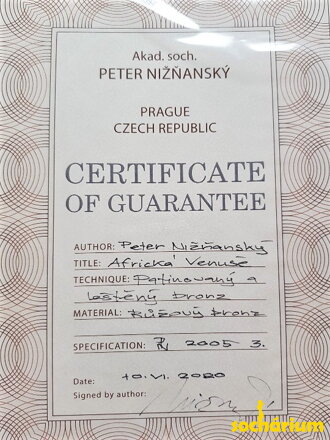 Akad. soch.
PETER NIŽŇANSKÝ
PRAGUE
CZECH REPUBLIC
CERTIFICATE
OF GUARANTEE
AUTHOR: Peter Nižňanský
TITLE: Africká Venuše
TECHNIQUE: Patinovaný a
leštěný bronz
MATERIAL: Růžový bronz
SPECIFICATION: 2005 3.
Date: 10.VI. 2020
Signed by author:
sochárium